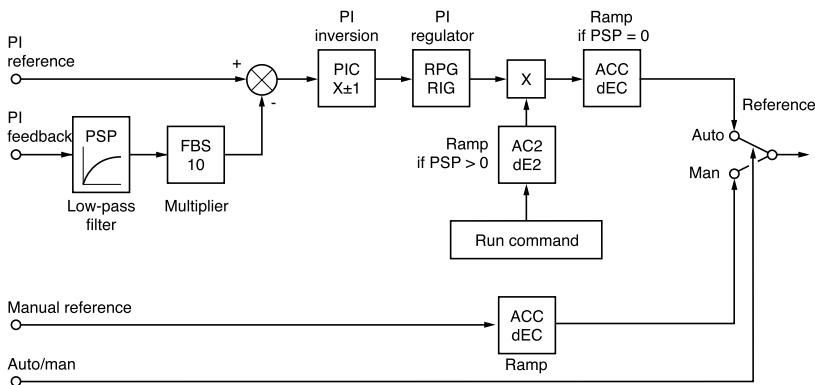 PI
reference
+
-
PI
inversion
PIC
X±1
PI
regulator
RPG
RIG
X
Ramp
if PSP = 0
ACC
dEC
Reference
PI
feedback
PSP
Low-pass
filter
FBS
10
Multiplier
Ramp
if PSP > 0
AC2
dE2
Run command
Auto
Man
Manual reference
ACC
dEC
Ramp
Auto/man